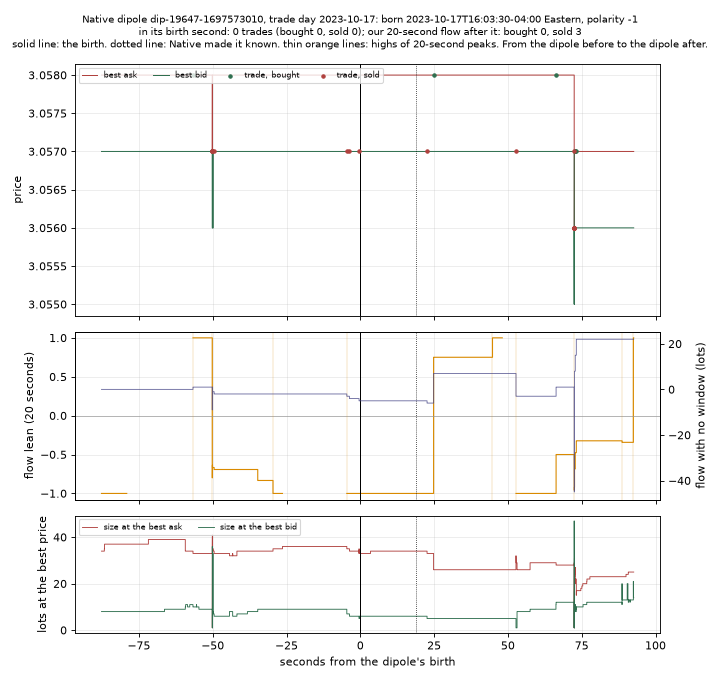 Native dipole dip-19647-1697573010, trade day 2023-10-17: born 2023-10-17T16:03:30-04:00 Eastern, polarity -1
in its birth second: 0 trades (bought 0, sold 0); our 20-second flow after it: bought 0, sold 3
solid line: the birth. dotted line: Native made it known. thin orange lines: highs of 20-second peaks. From the dipole before to the dipole after.
best ask best bid trade, bought trade, sold
3.0580
3.0575
3.0570
3.0565
3.0560
3.0555
3.0550
price
1.0
0.5
0.0
−0.5
−1.0
flow lean (20 seconds)
20
0
−20
−40
flow with no window (lots)
size at the best ask size at the best bid
40
20
0
lots at the best price
−75 −50 −25 0 25 50 75 100
seconds from the dipole's birth